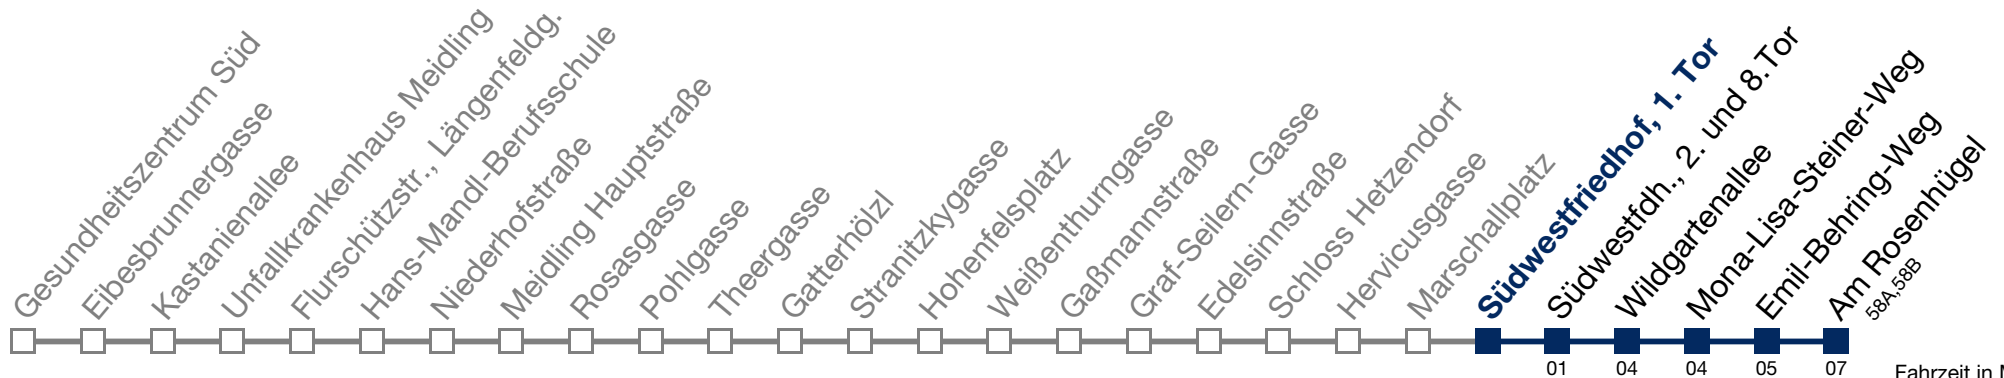 Gesundheitszentrum Süd
Eibesbrunnergasse
Kastanienallee
Unfallkrankenhaus Meidling
Flurschützstr., Längenfeldg.
Hans-Mandl-Berufsschule
Niederhofstraße
Meidling Hauptstraße
Rosasgasse
Pohlgasse
Theergasse
Gatterhölzl
Stranitzkygasse
Hohenfelsplatz
Weißenthurngasse
Gaßmannstraße
Graf-Seilern-Gasse
Edelsinnstraße
Schloss Hetzendorf
Hervicusgasse
Marschallplatz
Südwestfriedhof, 1. Tor
Südwestfdh., 2. und 8.Tor
Wildgartenallee
Mona-Lisa-Steiner-Weg
Emil-Behring-Weg
Am Rosenhügel
58A,58B
01 04 04 05 07
Fahrzeit in